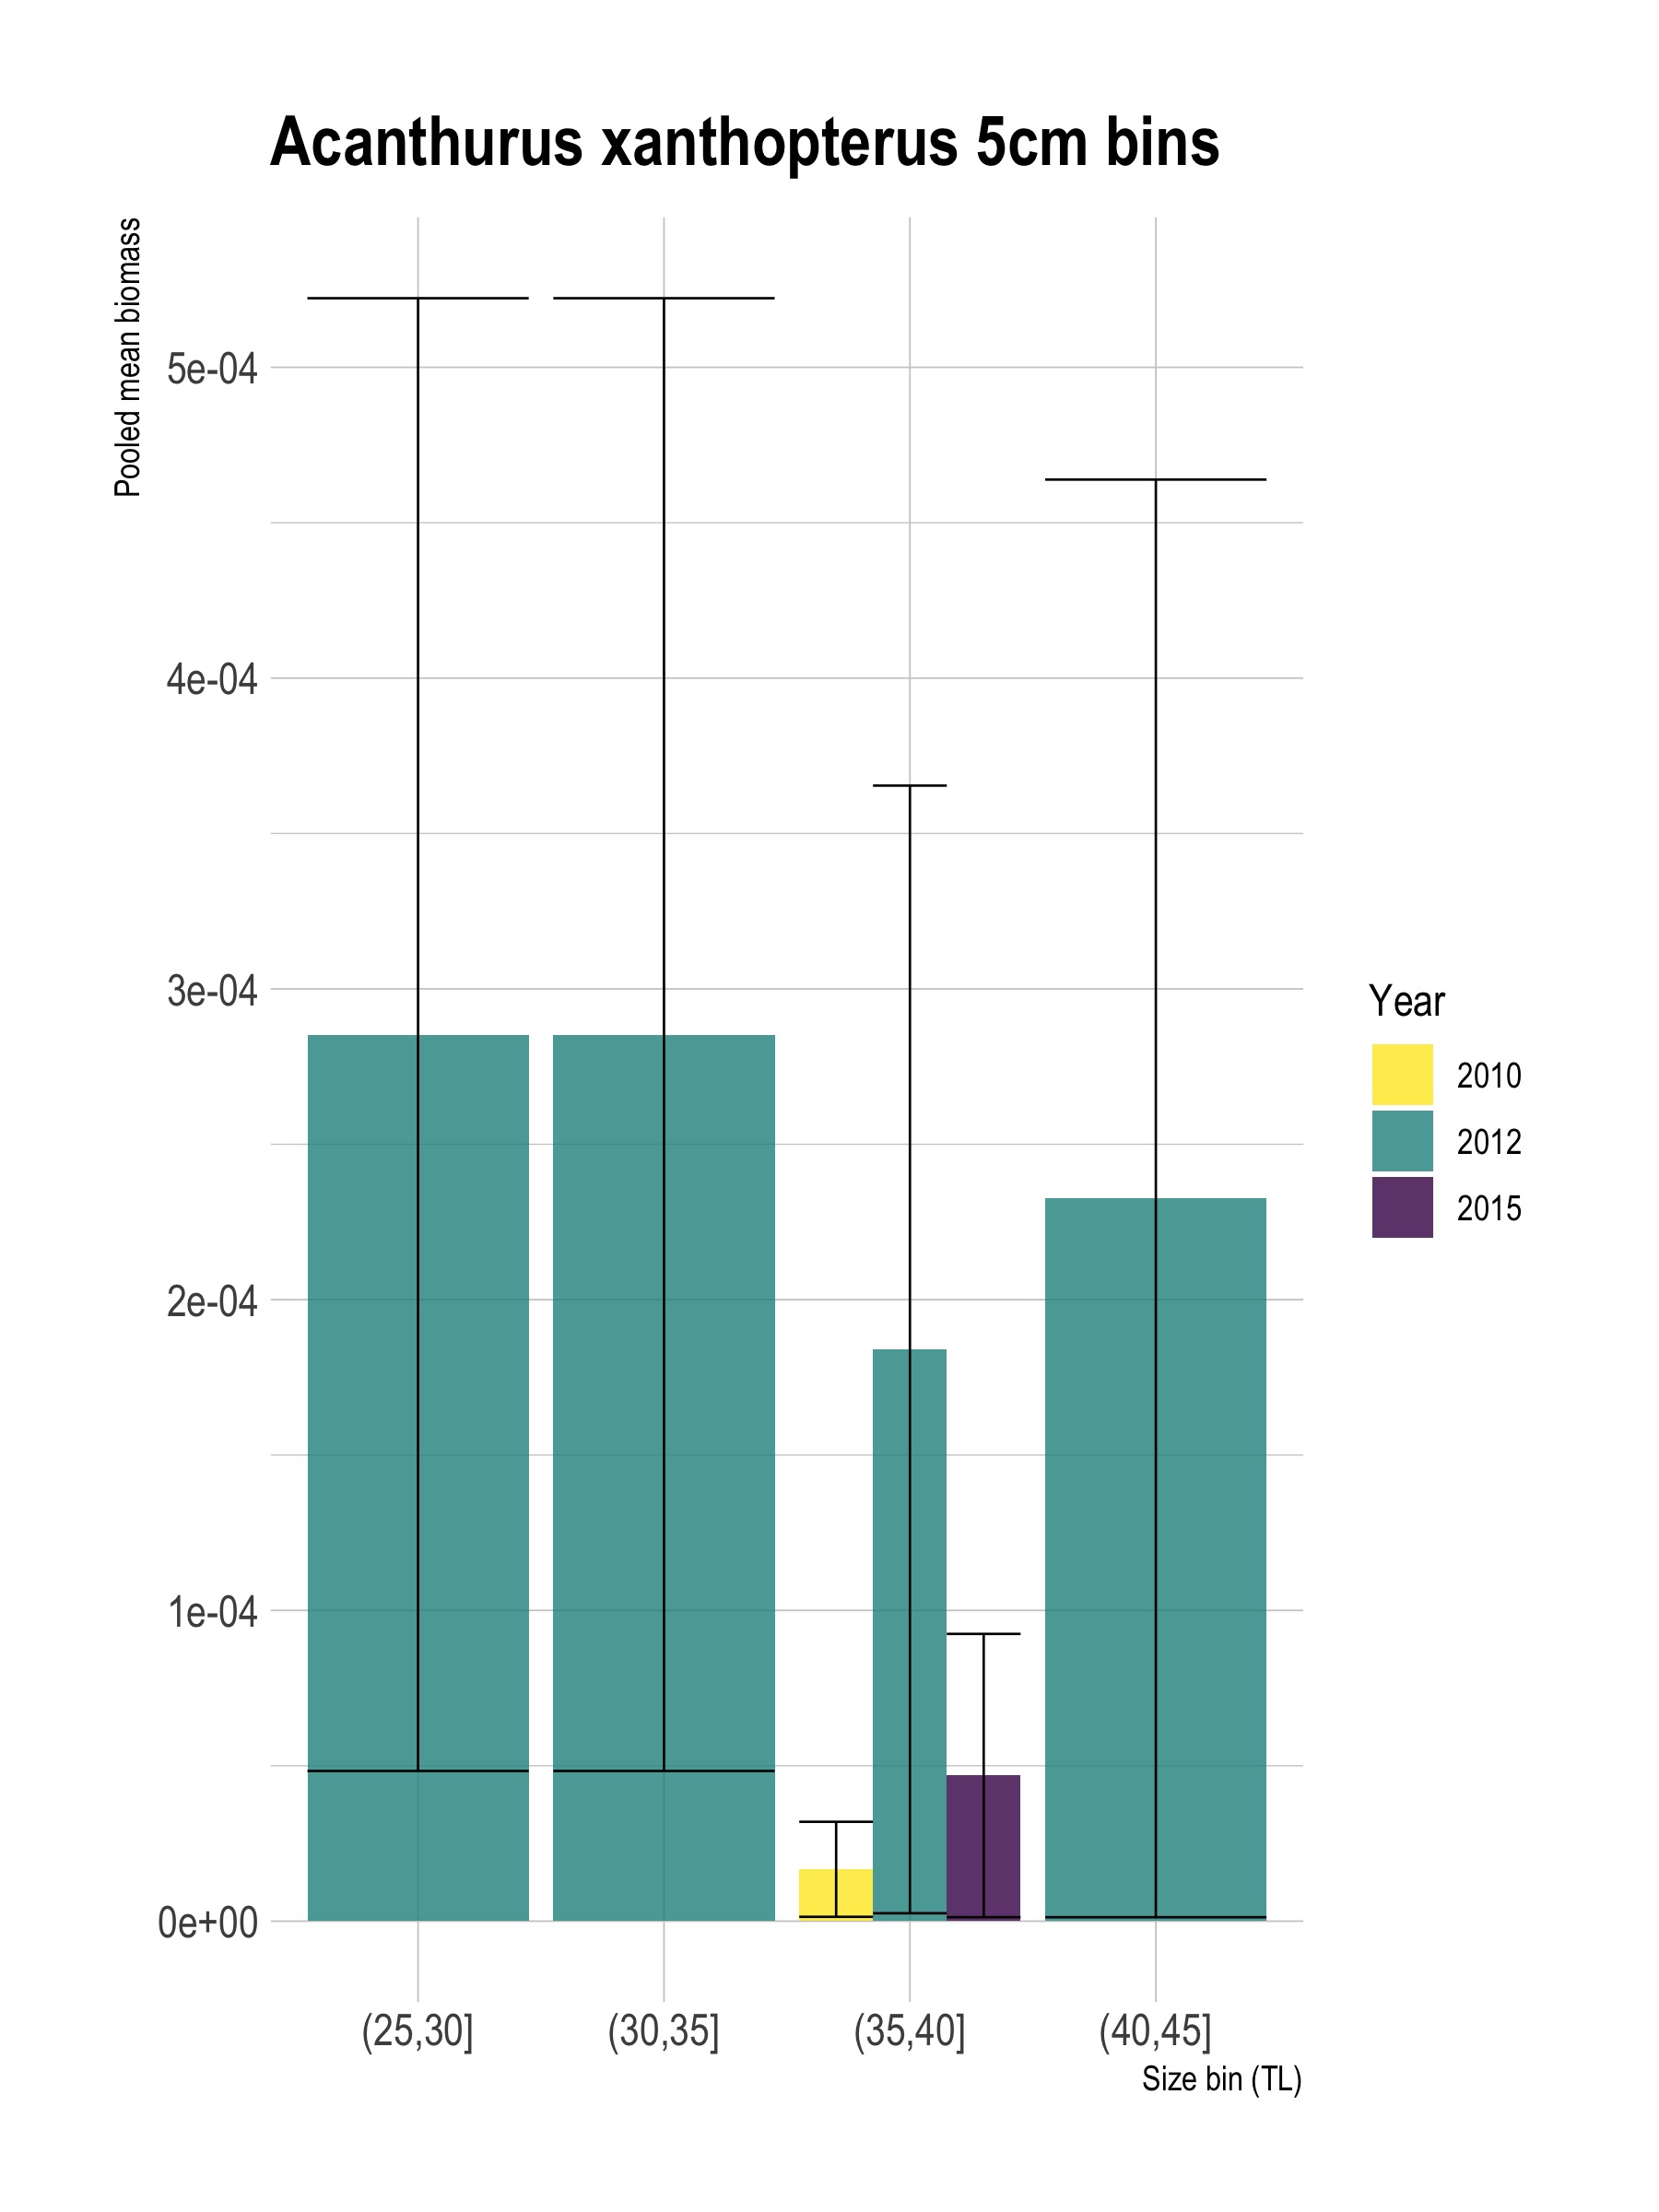 Acanthurus xanthopterus 5cm bins
Pooled mean biomass
5e-04
4e-04
3e-04
2e-04
1e-04
0e+00
(25,30]
(30,35]
(35,40]
(40,45]
Size bin (TL)
Year
2010
2012
2015